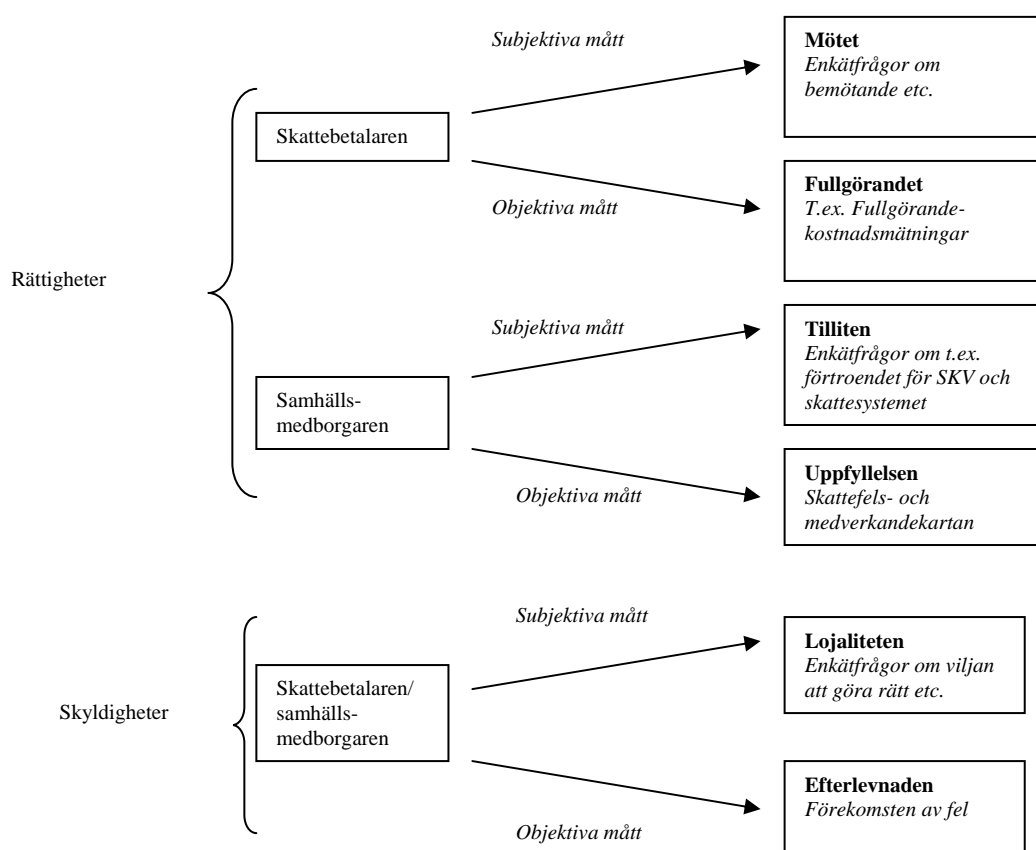 Subjektiva mått
Mötet
Enkätfrågor om
bemötande etc.
Skattebetalaren
Objektiva mått
Fullgörandet
T.ex. Fullgörande-
kostnadsmätningar
Rättigheter
Subjektiva mått
Tilliten
Enkätfrågor om t.ex.
förtroendet för SKV och
skattesystemet
Samhälls-
medborgaren
Objektiva mått
Uppfyllelsen
Skattefels- och
medverkandekartan
Subjektiva mått
Lojaliteten
Enkätfrågor om viljan
att göra rätt etc.
Skyldigheter
Skattebetalaren/
samhälls-
medborgaren
Objektiva mått
Efterlevnaden
Förekomsten av fel